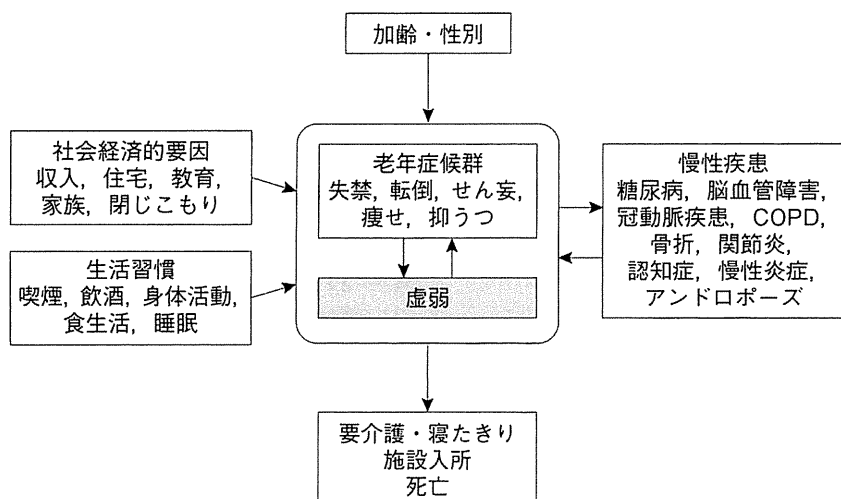 加齢・性別
社会経済的要因
収入，住宅，教育，
家族，閉じこもり
生活習慣
喫煙，飲酒，身体活動，
食生活，睡眠
老年症候群
失禁，転倒，せん妄，
痩せ，抑うつ
虚弱
慢性疾患
糖尿病，脳血管障害，
冠動脈疾患，COPD，
骨折，関節炎，
認知症，慢性炎症，
アンドロポーズ
要介護・寝たきり
施設入所
死亡